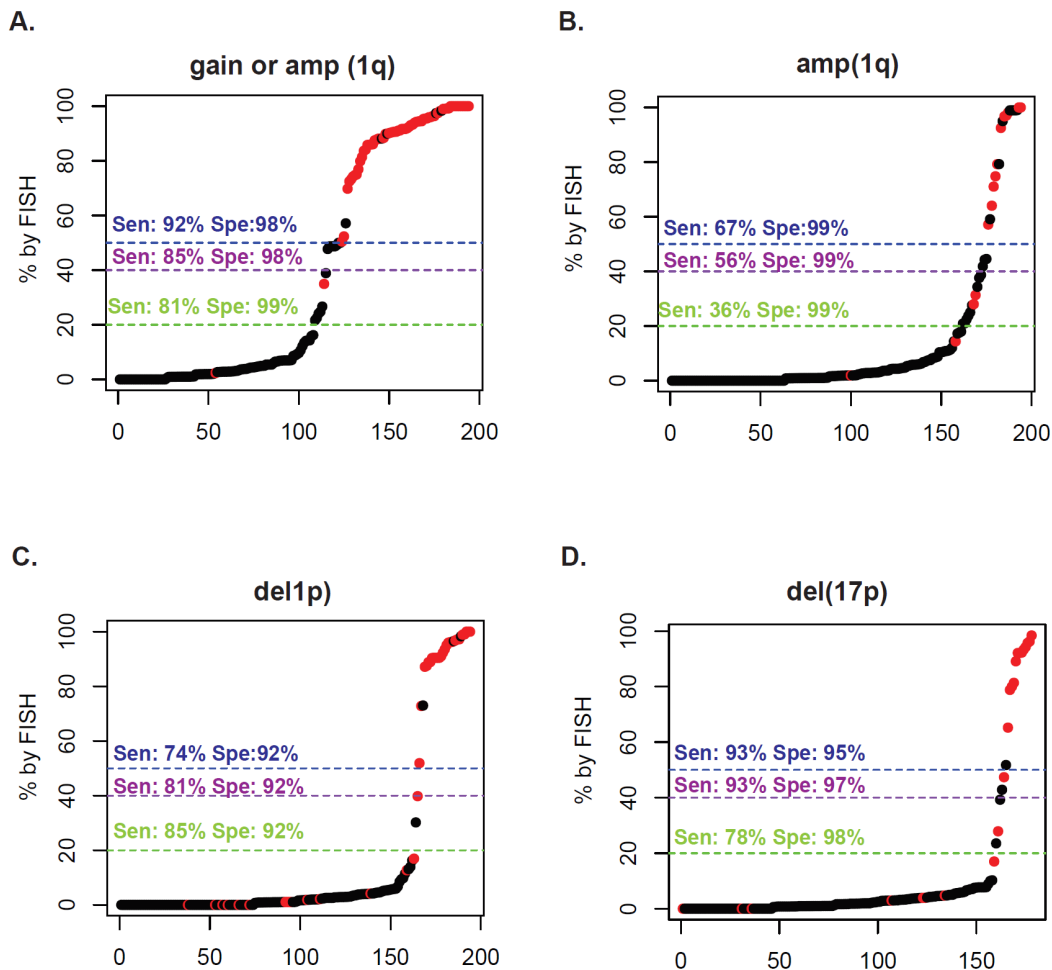 A.
gain or amp (1q)
% by FISH
100
80
60
40
20
0
Sen: 92% Spe:98%
Sen: 85% Spe: 98%
Sen: 81% Spe: 99%
0 50 100 150 200
B.
amp(1q)
% by FISH
100
80
60
40
20
0
Sen: 67% Spe:99%
Sen: 56% Spe: 99%
Sen: 36% Spe: 99%
0 50 100 150 200
C.
del1p)
% by FISH
100
80
60
40
20
0
Sen: 74% Spe:92%
Sen: 81% Spe: 92%
Sen: 85% Spe: 92%
0 50 100 150 200
D.
del(17p)
% by FISH
100
80
60
40
20
0
Sen: 93% Spe: 95%
Sen: 93% Spe: 97%
Sen: 78% Spe: 98%
0 50 100 150